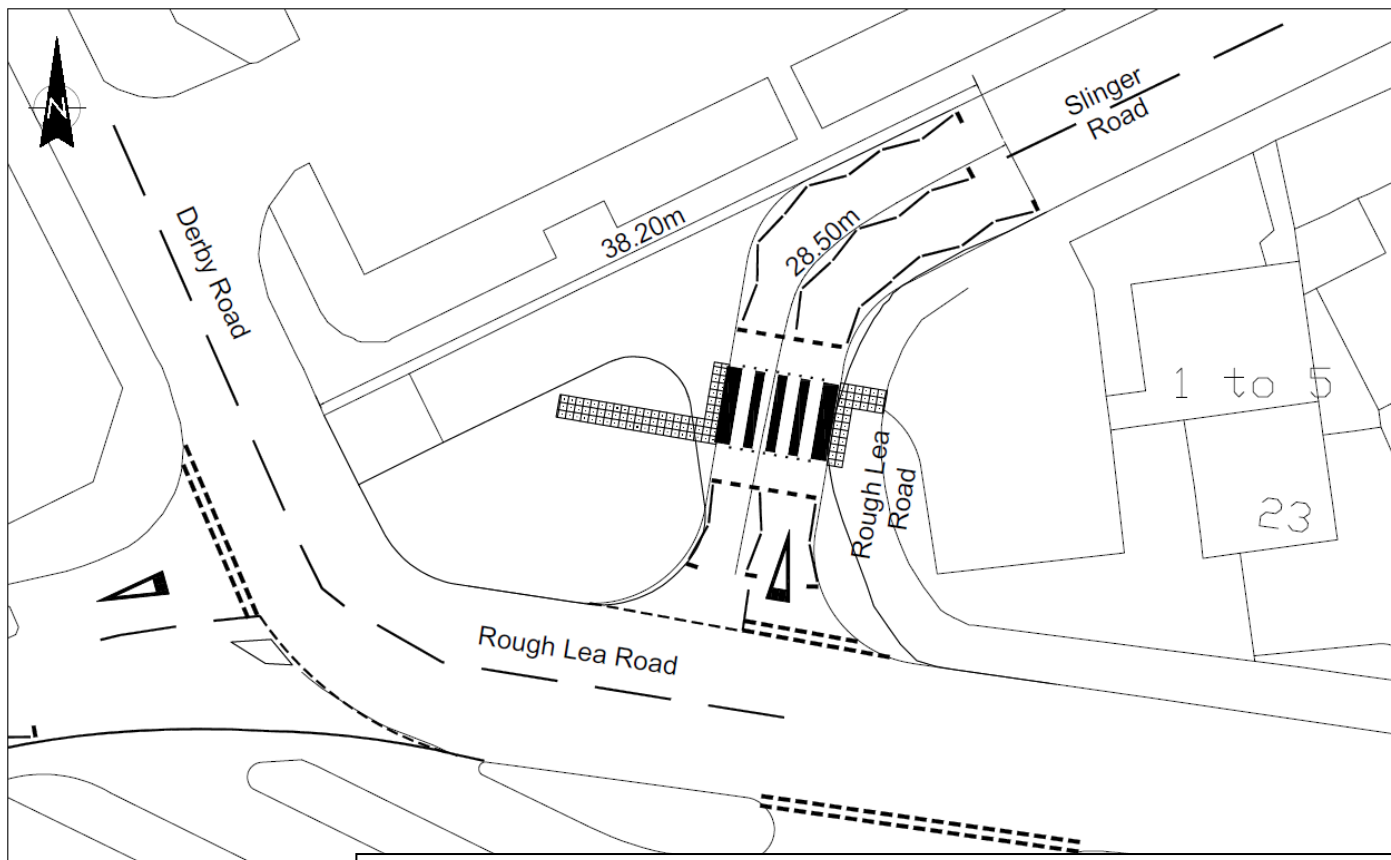 N
Slinger
Road
Derby Road
38.20m
28.50m
1 to 5
Rough Lea
Road
23
Rough Lea Road